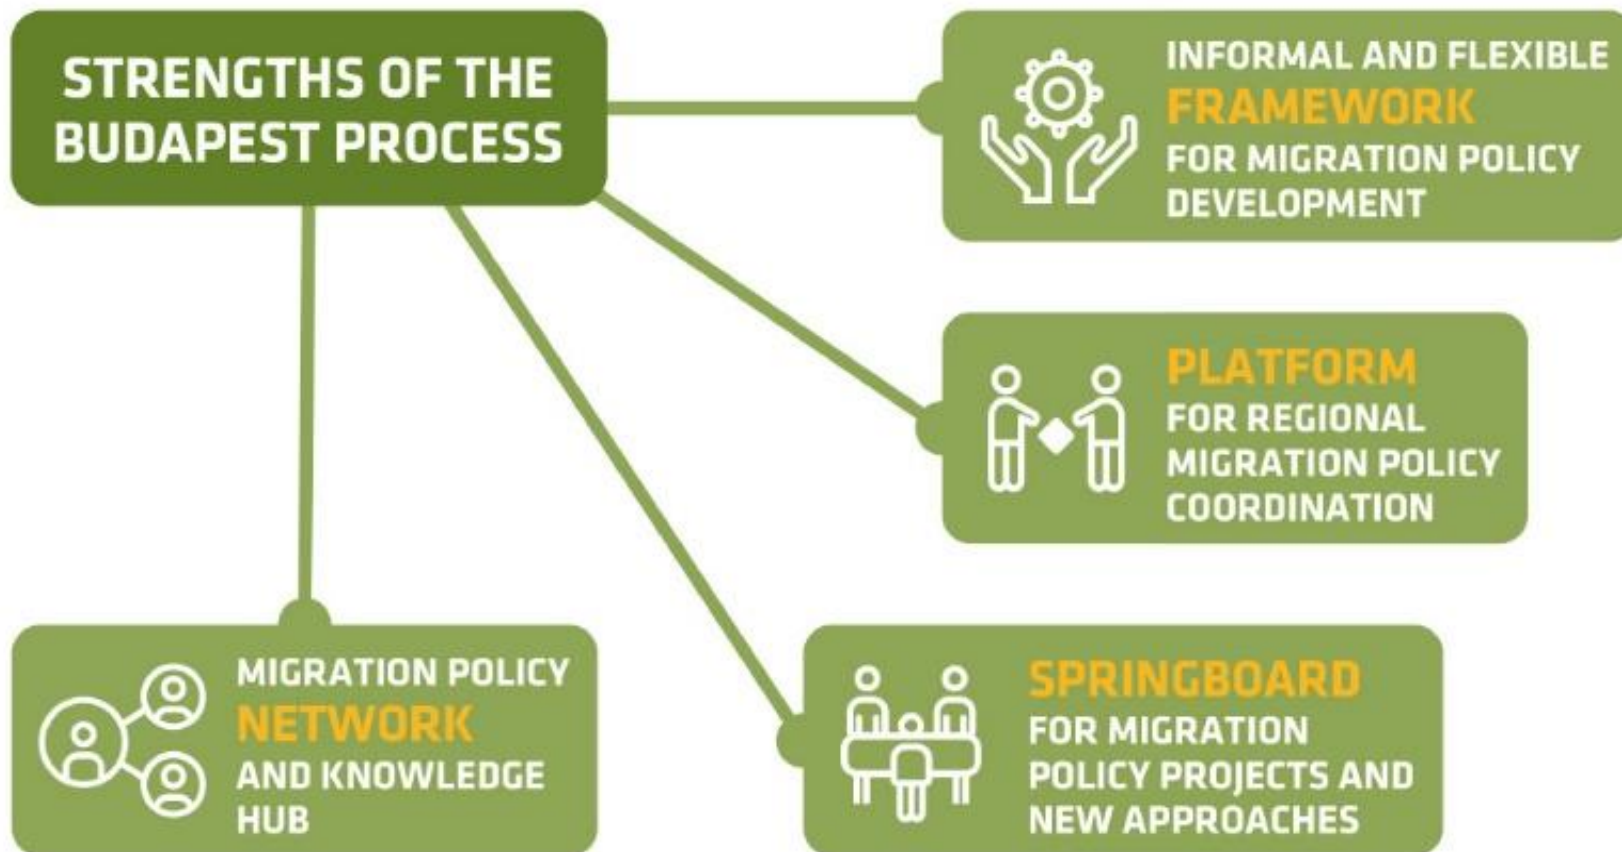 STRENGTHS OF THE
BUDAPEST PROCESS
INFORMAL AND FLEXIBLE
FRAMEWORK
FOR MIGRATION POLICY
DEVELOPMENT
PLATFORM
FOR REGIONAL
MIGRATION POLICY
COORDINATION
MIGRATION POLICY
NETWORK
AND KNOWLEDGE
HUB
SPRINGBOARD
FOR MIGRATION
POLICY PROJECTS AND
NEW APPROACHES